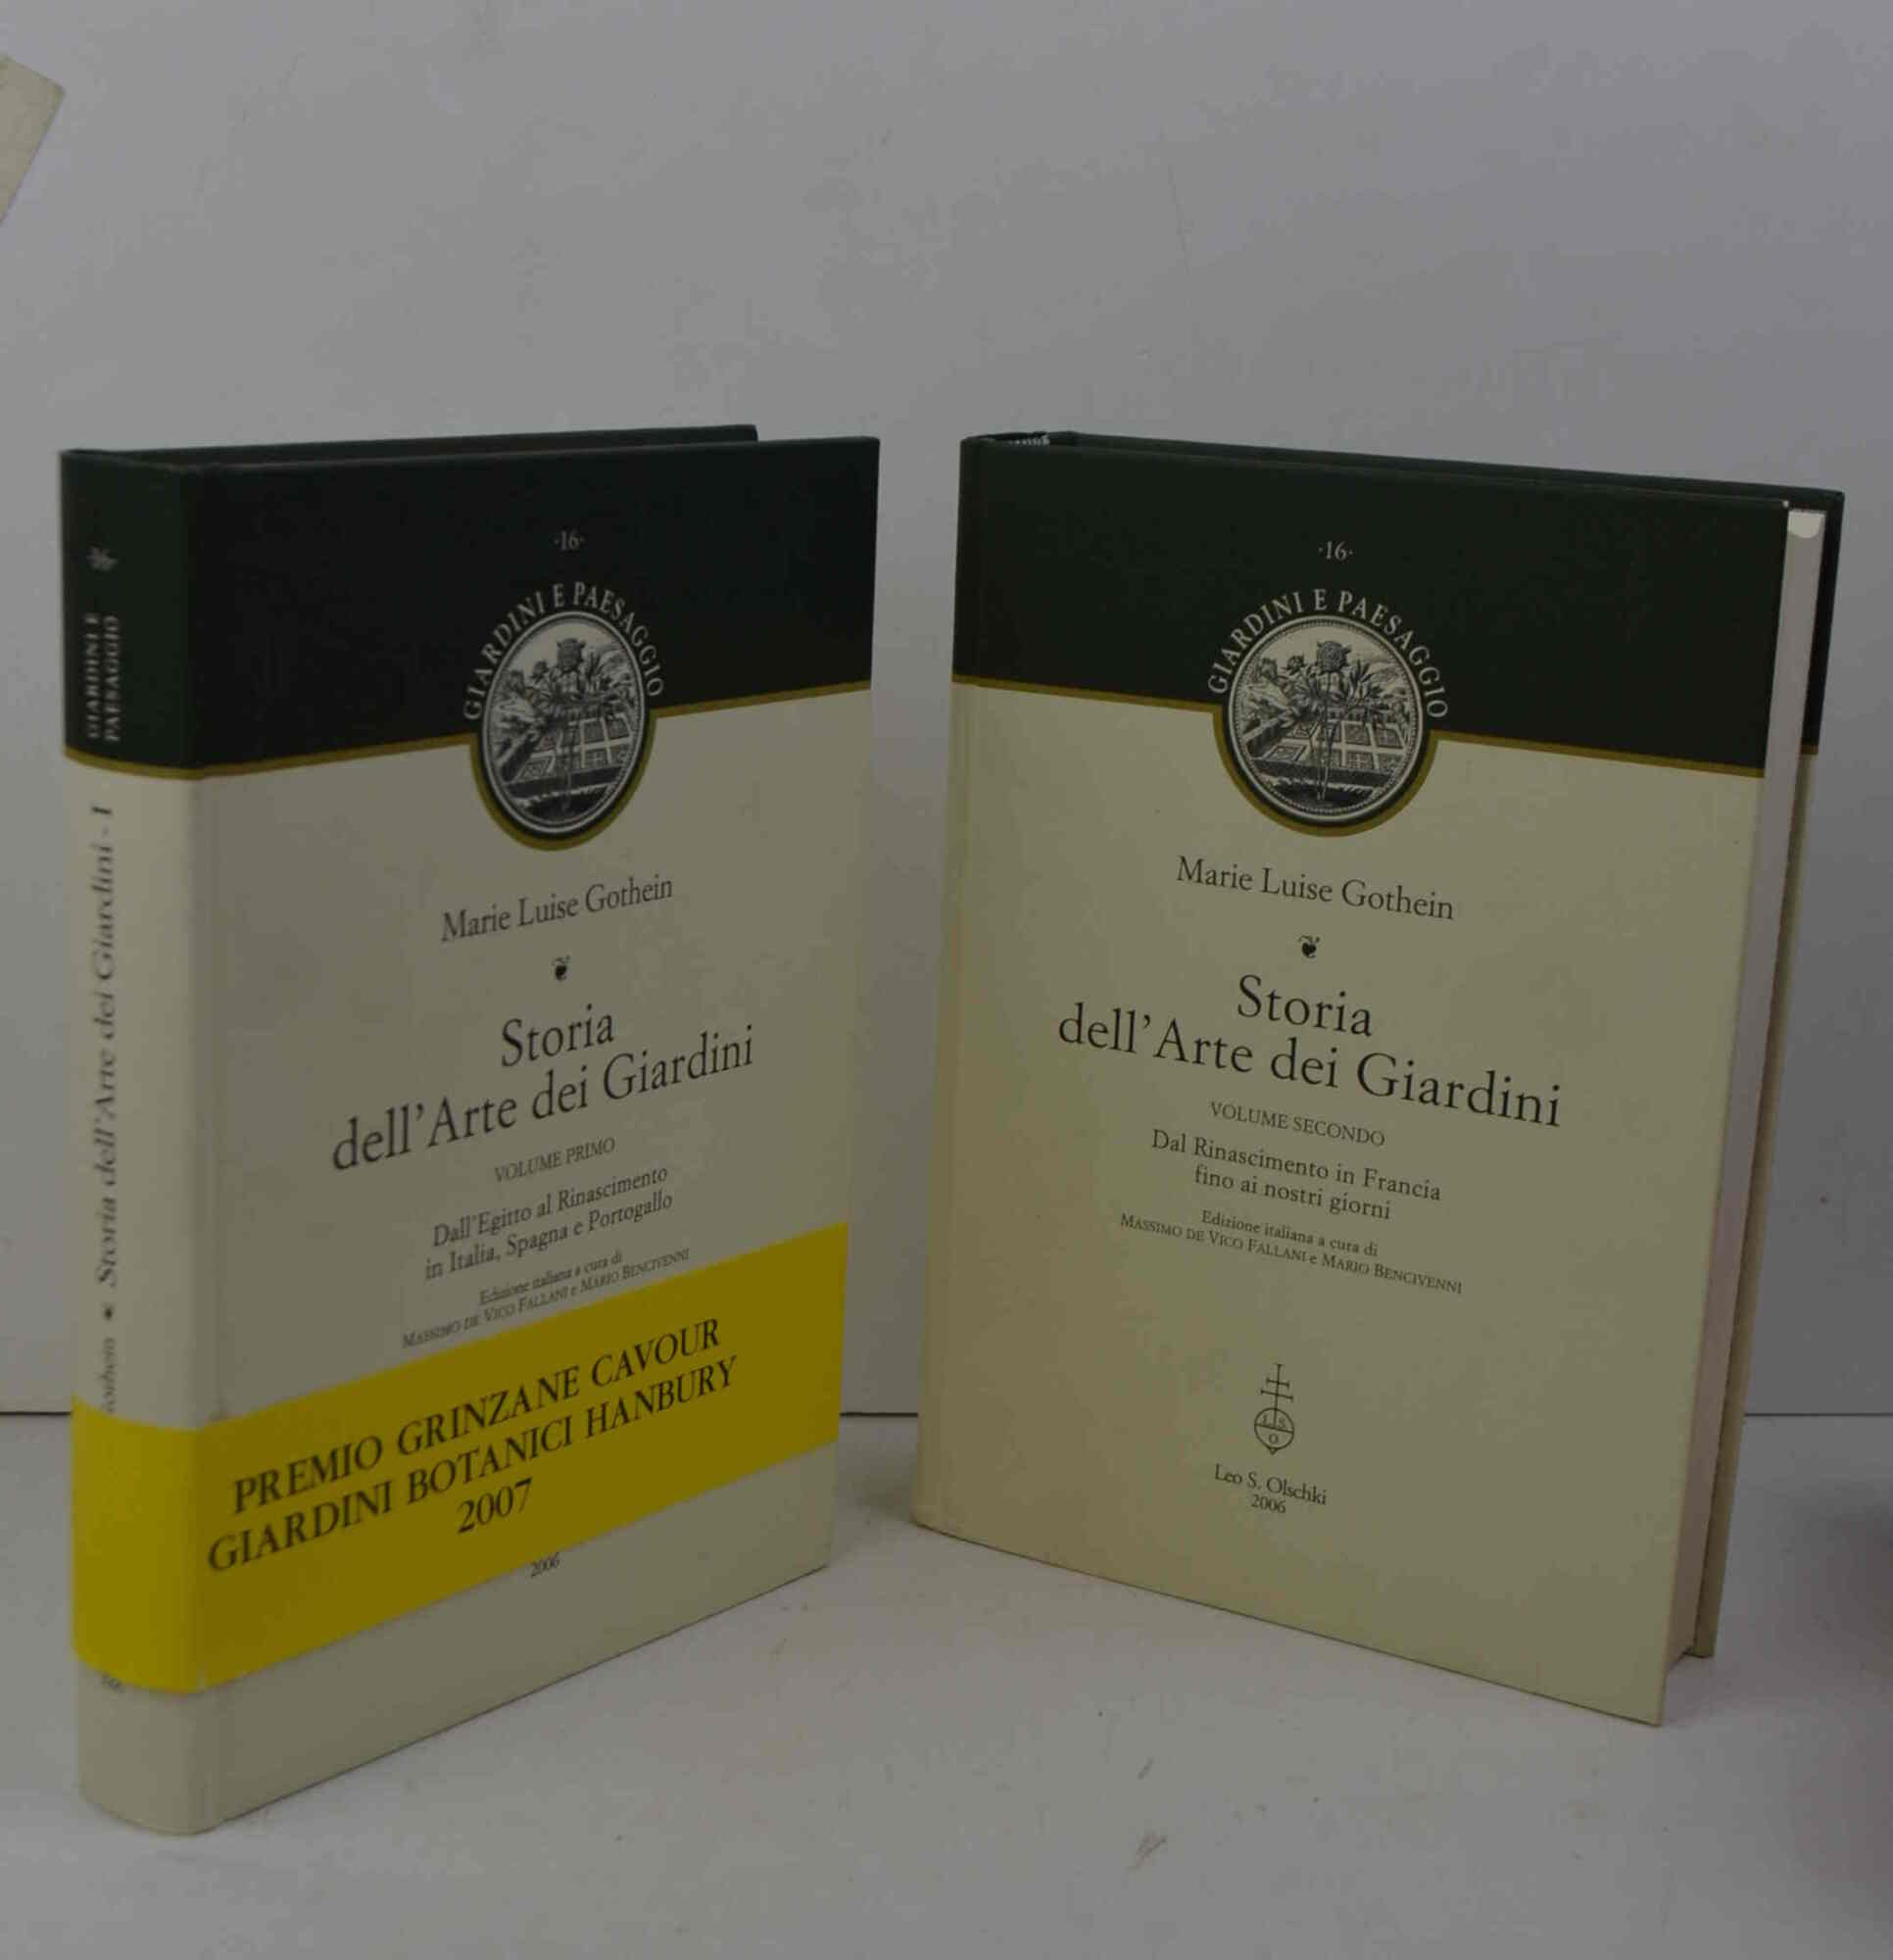 GIARDINI E
PAESAGGIO
Storia dell'Arte dei Giardini - I
·16·
GIARDINI E PAESAGGIO
Marie Luise Gothein
Storia
dell'Arte dei Giardini
VOLUME PRIMO
Dall'Egitto al Rinascimento
in Italia, Spagna e Portogallo
Edizione italiana a cura di
MASSIMO DE VICO FALLANI e MARIO BENCIVENNI
PREMIO GRINZANE CAVOUR
GIARDINI BOTANICI HANBURY
2007
2006
·16·
GIARDINI E PAESAGGIO
Marie Luise Gothein
Storia
dell'Arte dei Giardini
VOLUME SECONDO
Dal Rinascimento in Francia
fino ai nostri giorni
Edizione italiana a cura di
MASSIMO DE VICO FALLANI e MARIO BENCIVENNI
L S
O
Leo S. Olschki
2006